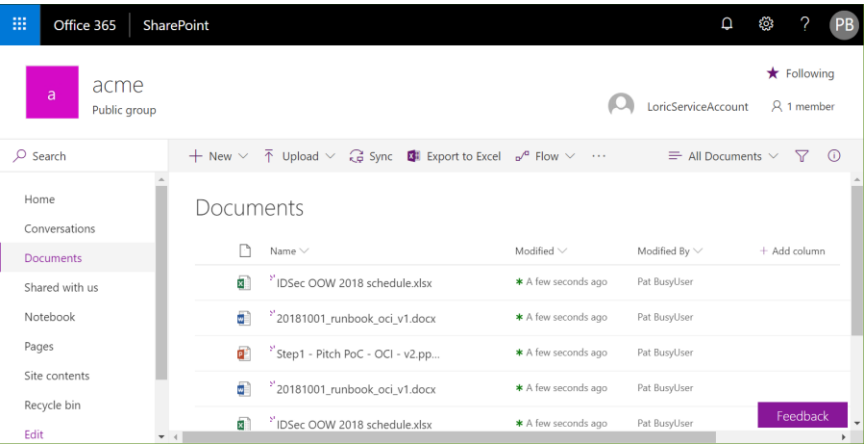 Office 365 SharePoint ? PB
a acme
Public group
Following
LoricServiceAccount 1 member
Search
New Upload Sync Export to Excel Flow ... All Documents
Home
Conversations
Documents
Shared with us
Notebook
Pages
Site contents
Recycle bin
Edit
Documents
Name Modified Modified By + Add column
IDSec OOW 2018 schedule.xlsx A few seconds ago Pat BusyUser
20181001_runbook_oci_v1.docx A few seconds ago Pat BusyUser
Step1 - Pitch PoC - OCI - v2.pp... A few seconds ago Pat BusyUser
20181001_runbook_oci_v1.docx A few seconds ago Pat BusyUser
IDSec OOW 2018 schedule.xlsx A few seconds ago Pat BusyUser
Feedback